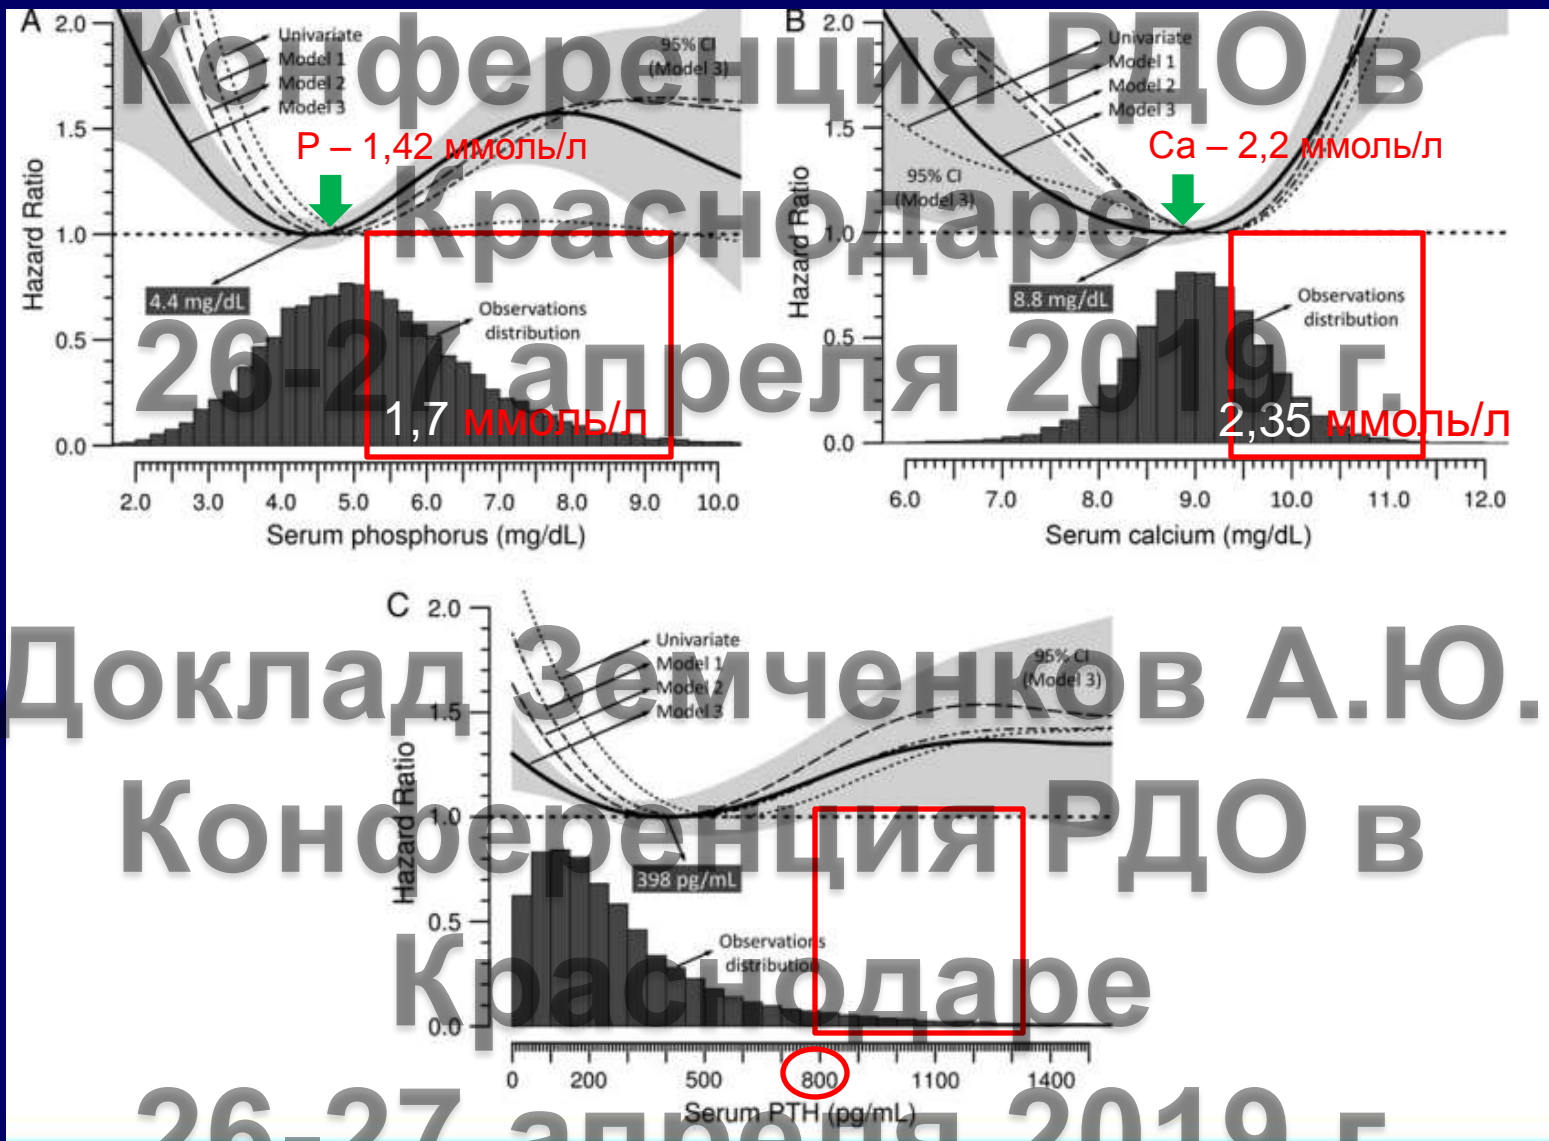 Конференция РДО в
Краснодаре
26-27 апреля 2019 г.
Доклад Земченков А.Ю.
Конференция РДО в
Краснодаре
26-27 апреля 2019 г.
A
2.0
1.5
1.0
0.5
0.0
Hazard Ratio
Univariate
Model 1
Model 2
Model 3
95% CI
(Model 3)
P – 1,42 ммоль/л
4.4 mg/dL
Observations
distribution
1,7 ммоль/л
2.0 3.0 4.0 5.0 6.0 7.0 8.0 9.0 10.0
Serum phosphorus (mg/dL)
B
2.0
1.5
1.0
0.5
0.0
Hazard Ratio
Univariate
Model 1
Model 2
Model 3
95% CI
(Model 3)
Ca – 2,2 ммоль/л
8.8 mg/dL
Observations
distribution
2,35 ммоль/л
6.0 7.0 8.0 9.0 10.0 11.0 12.0
Serum calcium (mg/dL)
C
2.0
1.5
1.0
0.5
0.0
Hazard Ratio
Univariate
Model 1
Model 2
Model 3
95% CI
(Model 3)
398 pg/mL
Observations
distribution
0 200 500 800 1100 1400
Serum PTH (pg/mL)